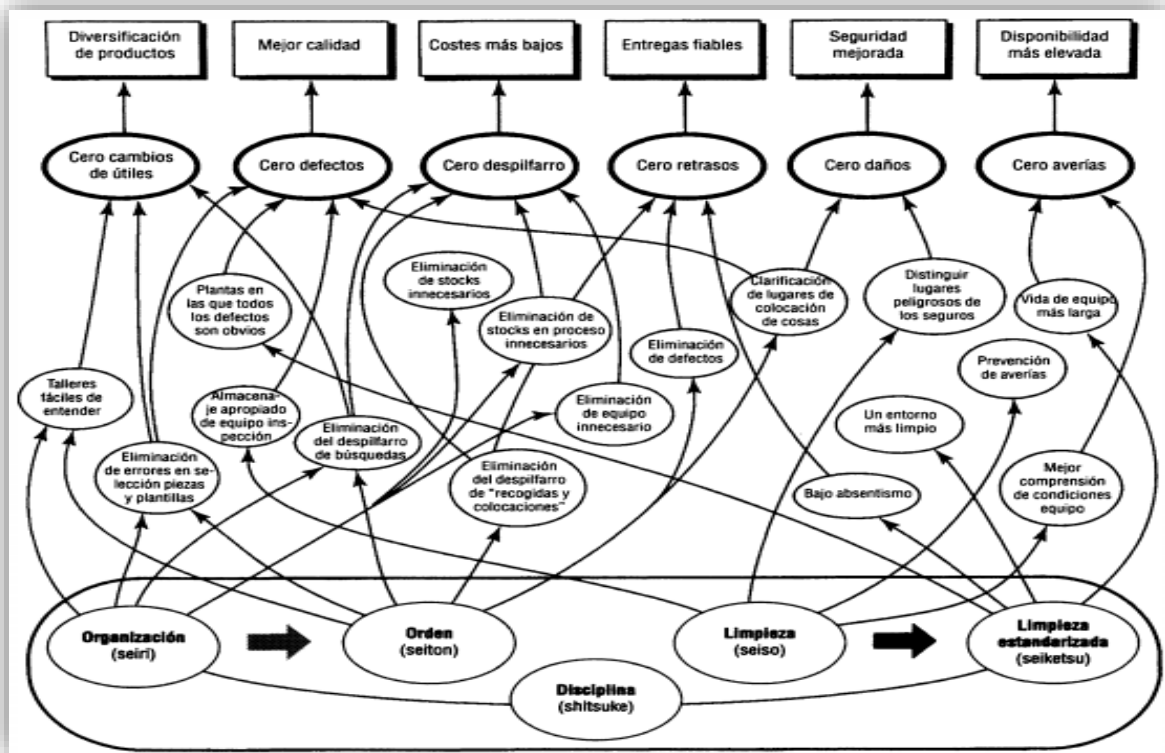 Diversificación
de productos
Mejor calidad
Costes más bajos
Entregas fiables
Seguridad
mejorada
Disponibilidad
más elevada
Cero cambios
de útiles
Cero defectos
Cero despilfarro
Cero retrasos
Cero daños
Cero averías
Plantas en
las que todos
los defectos
son obvios
Eliminación
de stocks
innecesarios
Eliminación de
stocks en proceso
innecesarios
Eliminación
de defectos
Clarificación
de lugares de
colocación
de cosas
Distinguir
lugares
peligrosos de
los seguros
Vida de equipo
más larga
Talleres
fáciles de
entender
Almacena-
je apropiado
de equipo ins-
pección
Eliminación
del despilfarro
de búsquedas
Eliminación
de equipo
innecesario
Prevención
de averías
Un entorno
más limpio
Eliminación
de errores en se-
lección piezas
y plantillas
Eliminación
del despilfarro
de "recogidas y
colocaciones"
Bajo absentismo
Mejor
comprensión
de condiciones
equipo
Organización
(seiri)
Orden
(seiton)
Limpieza
(seiso)
Limpieza
estandarizada
(seiketsu)
Disciplina
(shitsuke)